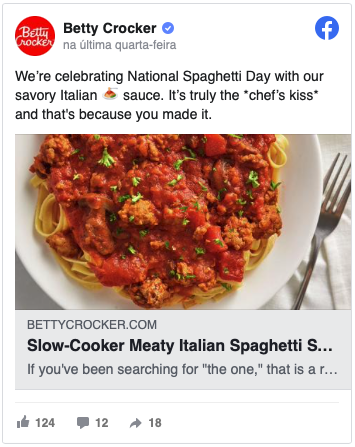 Betty Crocker
Betty Crocker
na última quarta-feira
We're celebrating National Spaghetti Day with our
savory Italian 🍝 sauce. It's truly the *chef's kiss*
and that's because you made it.
BETTYCROCKER.COM
Slow-Cooker Meaty Italian Spaghetti S...
If you've been searching for "the one," that is a r...
124 12 18